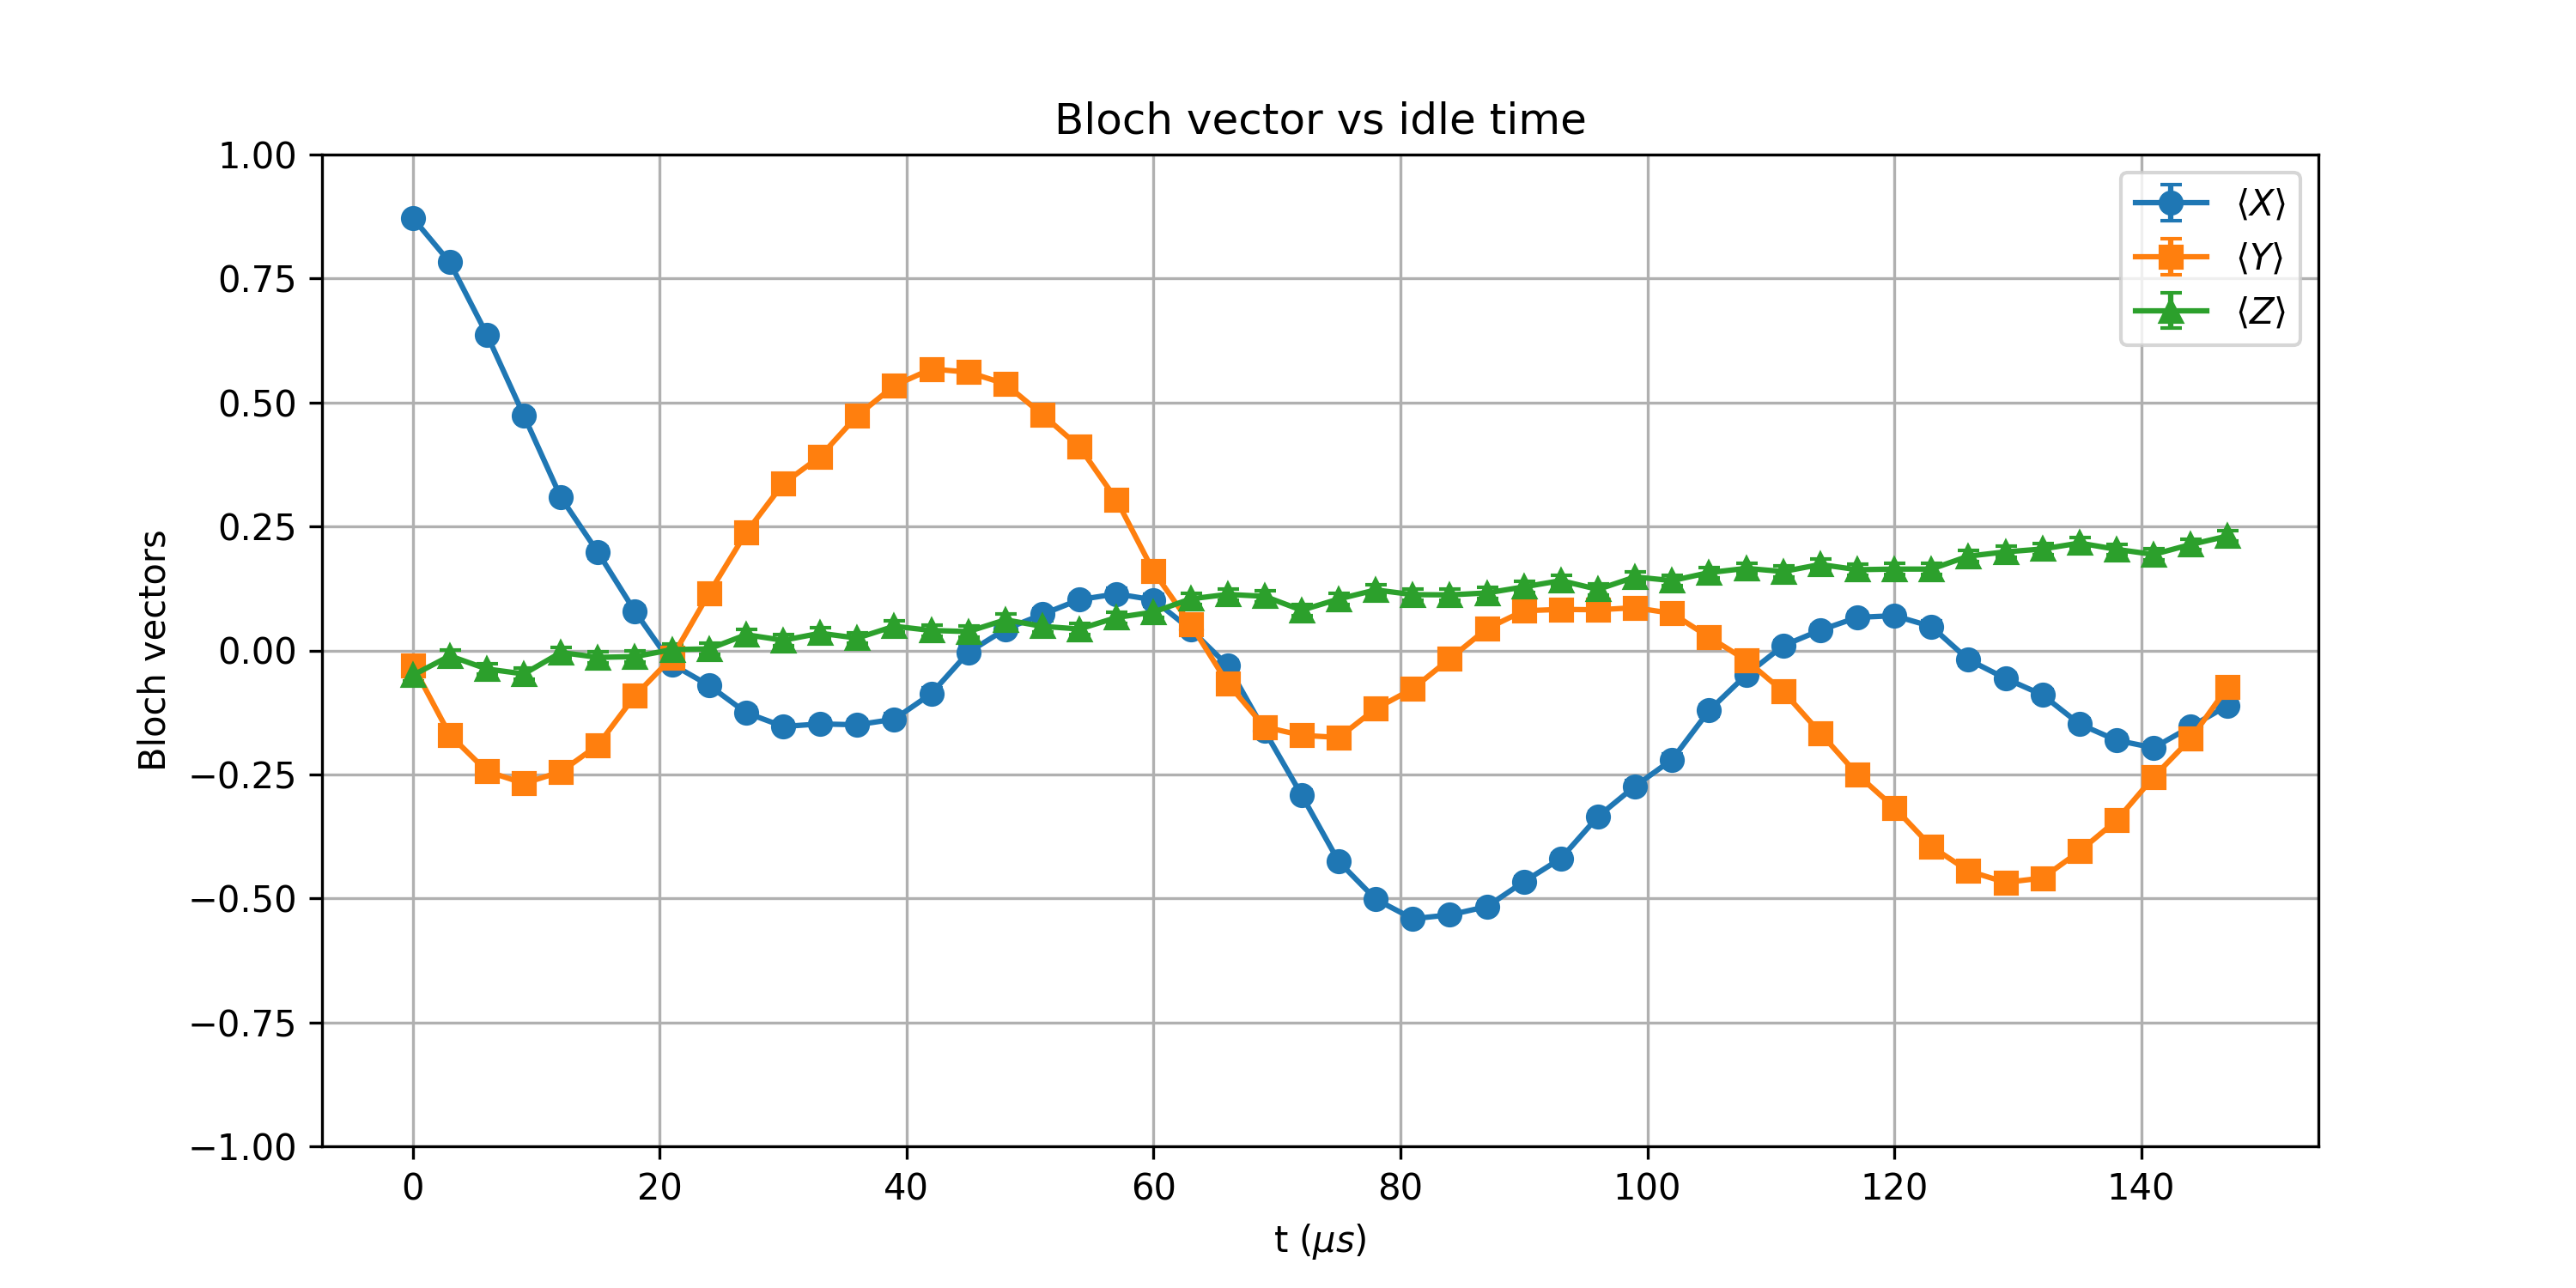 Bloch vector vs idle time
1.00
0.75
0.50
0.25
0.00
−0.25
−0.50
−0.75
−1.00
Bloch vectors
⟨X⟩
⟨Y⟩
⟨Z⟩
0 20 40 60 80 100 120 140
t (μs)